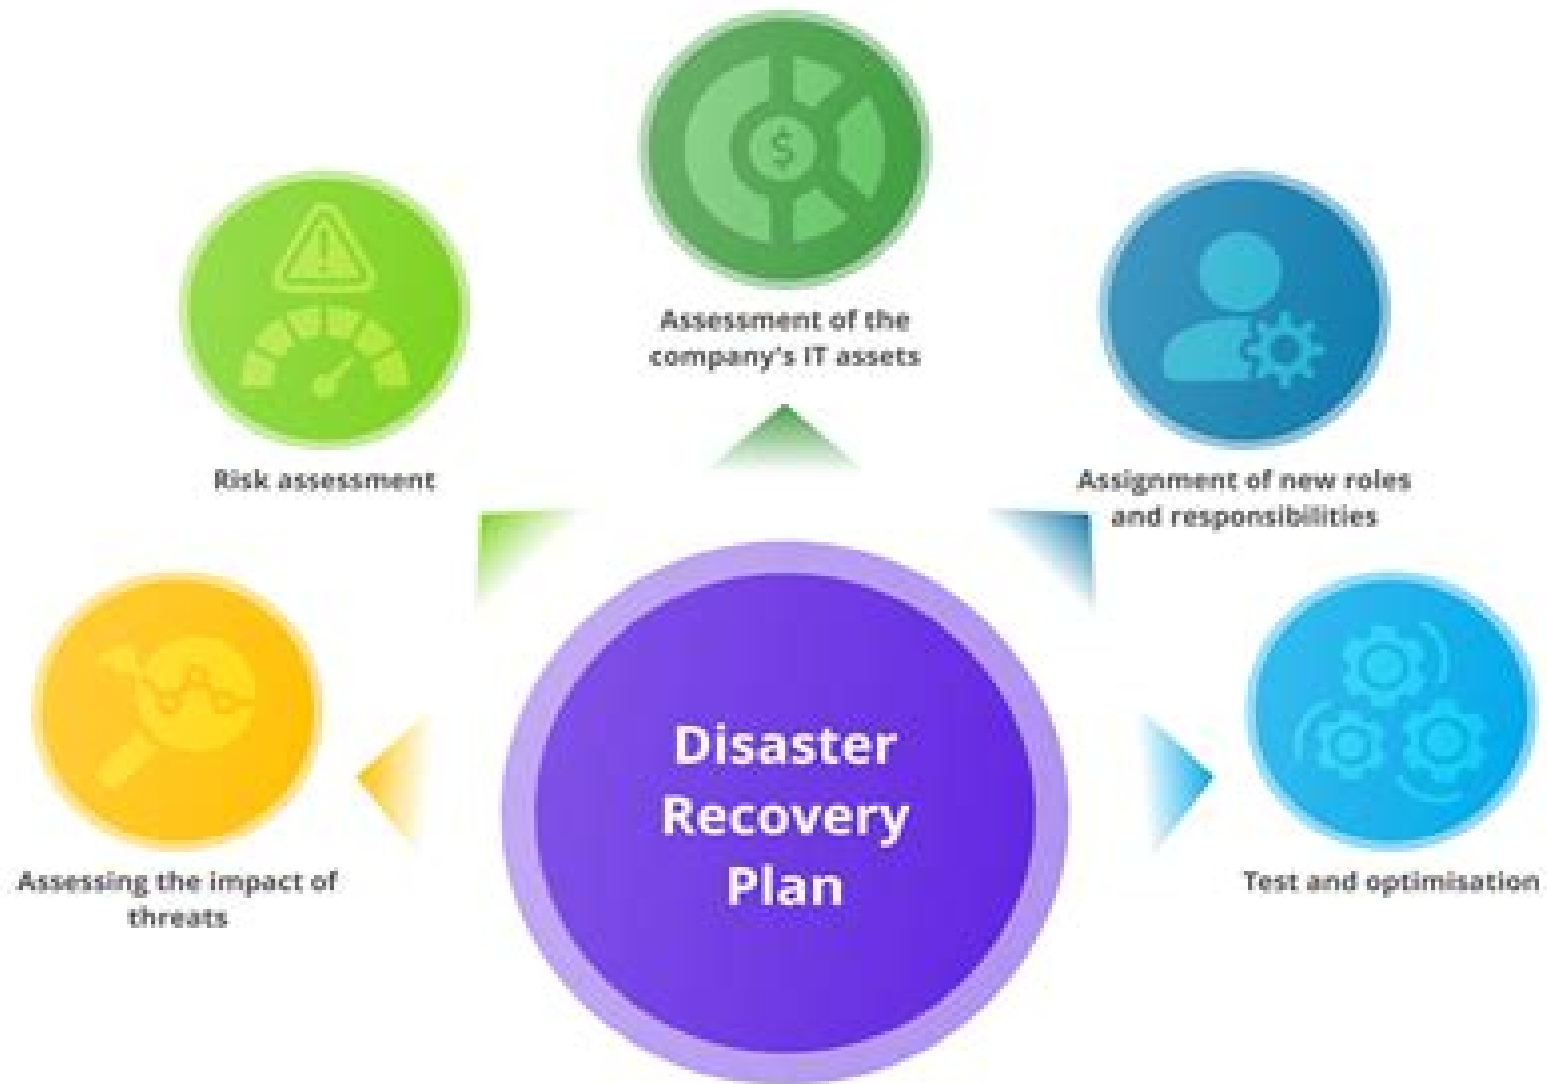 $
Assessment of the
company's IT assets
Risk assessment
Assignment of new roles
and responsibilities
Assessing the impact of
threats
Disaster
Recovery
Plan
Test and optimisation